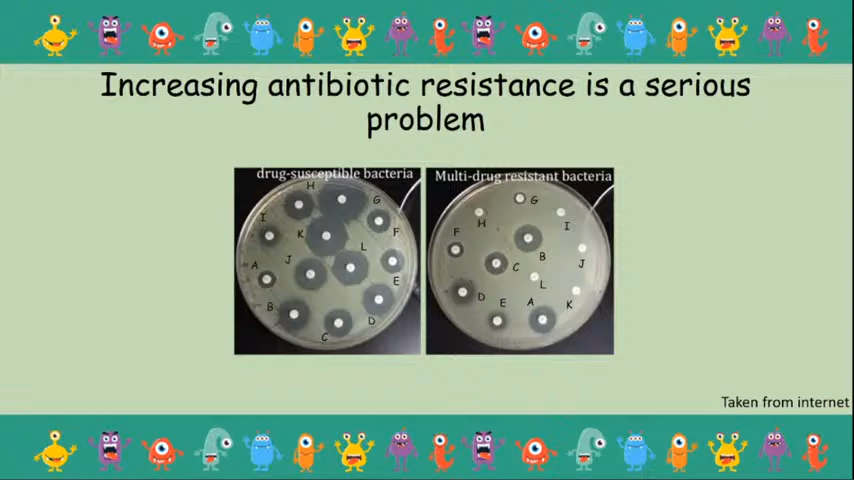 Increasing antibiotic resistance is a serious
problem
drug-susceptible bacteria
H
G
I
K
F
L
J
A
E
B
D
C
Multi-drug resistant bacteria
G
H
I
F
B
J
C
L
D
E
A
K
Taken from internet